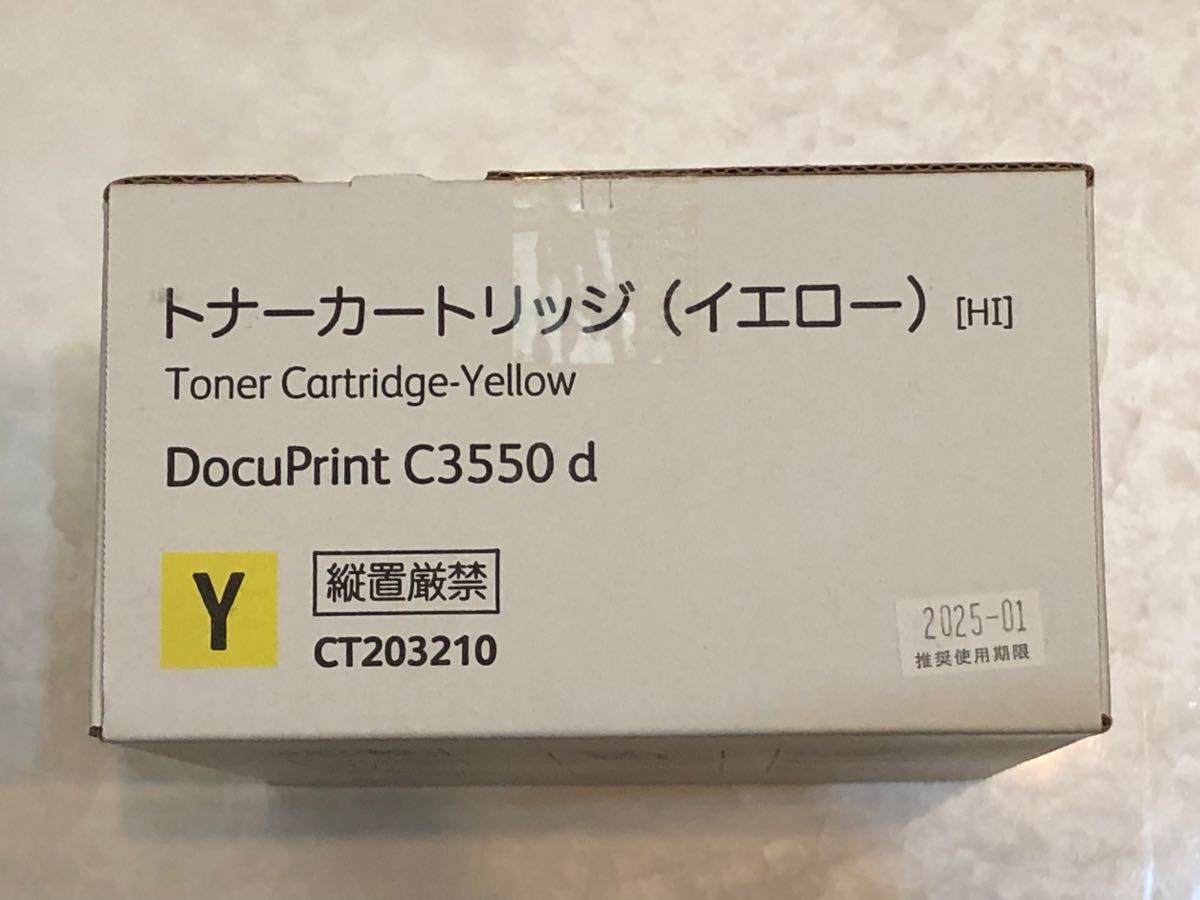 トナーカートリッジ（イエロー）[HI]
Toner Cartridge-Yellow
DocuPrint C3550 d
Y
縦置厳禁
CT203210
2025-01
推奨使用期限